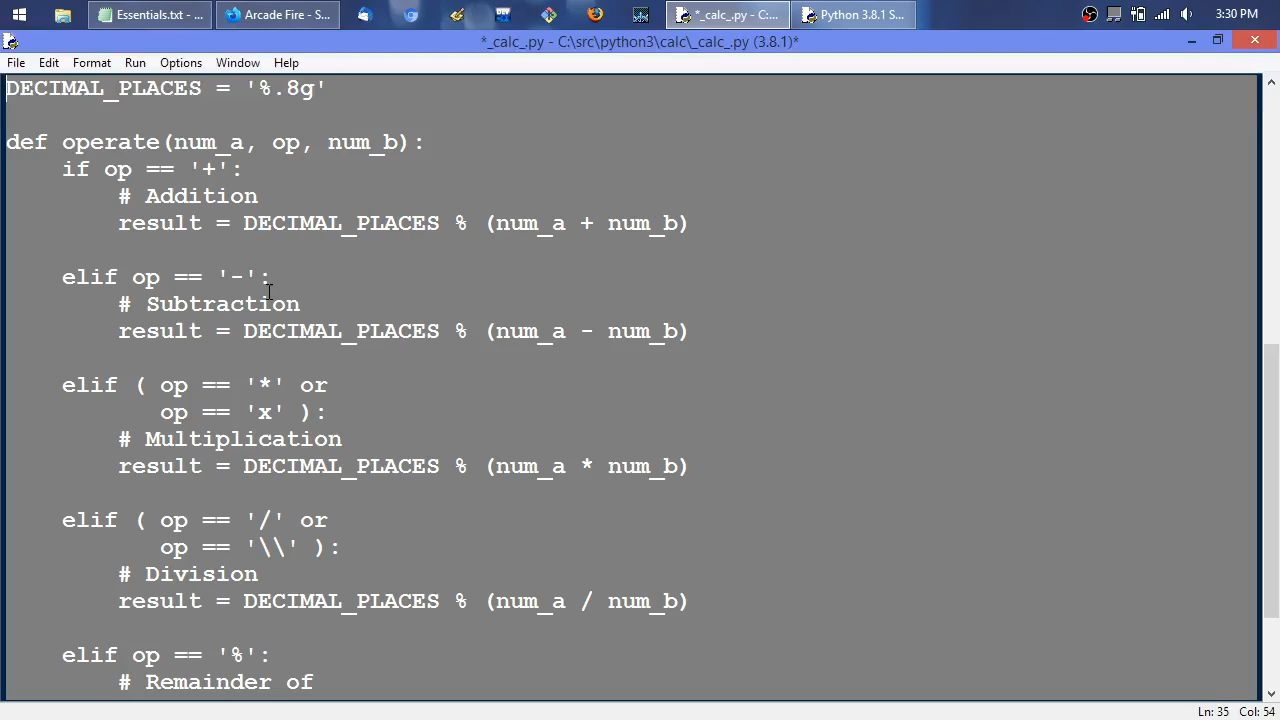 Essentials.txt - ...
Arcade Fire - S...
*_calc_.py - C:...
Python 3.8.1 S...
3:30 PM
*_calc_.py - C:\src\python3\calc\_calc_.py (3.8.1)*
File Edit Format Run Options Window Help
DECIMAL_PLACES = '%.8g'
def operate(num_a, op, num_b):
    if op == '+':
        # Addition
        result = DECIMAL_PLACES % (num_a + num_b)
    elif op == '-':
        # Subtraction
        result = DECIMAL_PLACES % (num_a - num_b)
    elif ( op == '*' or
           op == 'x' ):
        # Multiplication
        result = DECIMAL_PLACES % (num_a * num_b)
    elif ( op == '/' or
           op == '\\' ):
        # Division
        result = DECIMAL_PLACES % (num_a / num_b)
    elif op == '%':
        # Remainder of
Ln: 35 Col: 54